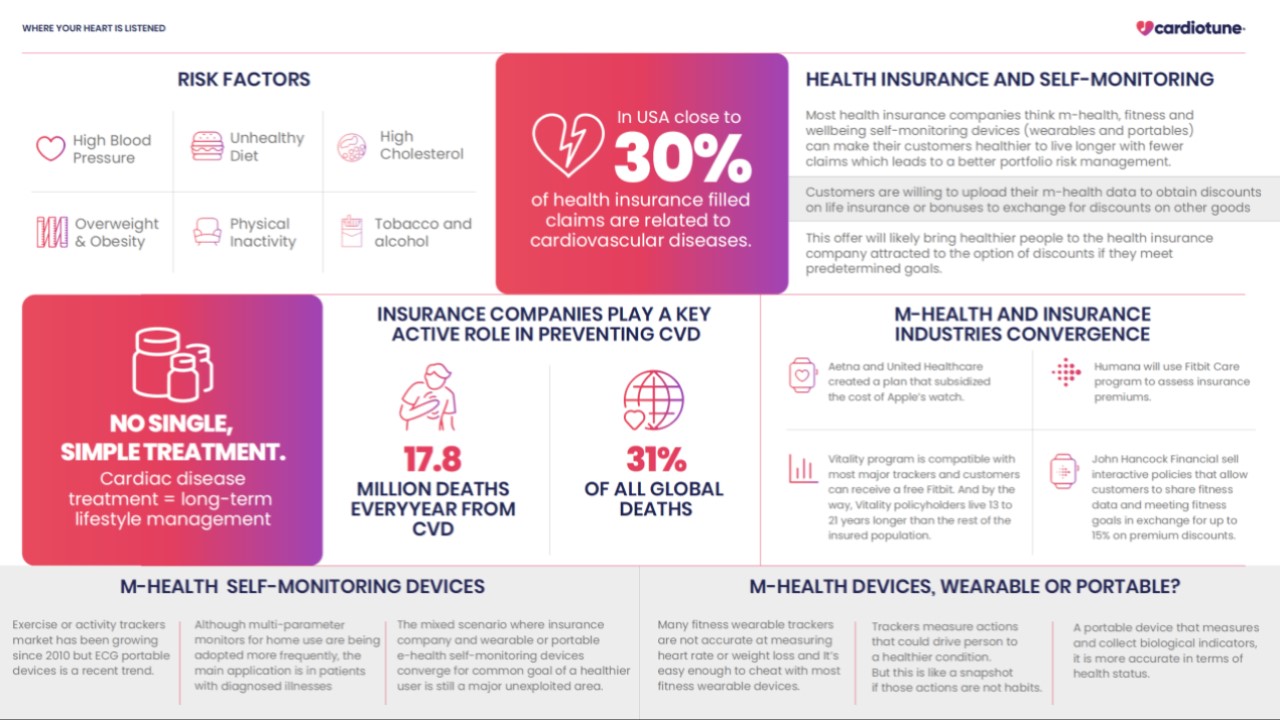 WHERE YOUR HEART IS LISTENED
cardiotune
RISK FACTORS
High Blood
Pressure
Unhealthy
Diet
High
Cholesterol
Overweight
& Obesity
Physical
Inactivity
Tobacco and
alcohol
In USA close to
30%
of health insurance filled
claims are related to
cardiovascular diseases.
HEALTH INSURANCE AND SELF-MONITORING
Most health insurance companies think m-health, fitness and
wellbeing self-monitoring devices (wearables and portables)
can make their customers healthier to live longer with fewer
claims which leads to a better portfolio risk management.
Customers are willing to upload their m-health data to obtain discounts
on life insurance or bonuses to exchange for discounts on other goods
This offer will likely bring healthier people to the health insurance
company attracted to the option of discounts if they meet
predetermined goals.
NO SINGLE,
SIMPLE TREATMENT.
Cardiac disease
treatment = long-term
lifestyle management
INSURANCE COMPANIES PLAY A KEY
ACTIVE ROLE IN PREVENTING CVD
17.8
MILLION DEATHS
EVERYYEAR FROM
CVD
31%
OF ALL GLOBAL
DEATHS
M-HEALTH AND INSURANCE
INDUSTRIES CONVERGENCE
Aetna and United Healthcare
created a plan that subsidized
the cost of Apple's watch.
Humana will use Fitbit Care
program to assess insurance
premiums.
Vitality program is compatible with
most major trackers and customers
can receive a free Fitbit. And by the
way, Vitality policyholders live 13 to
21 years longer than the rest of the
insured population.
John Hancock Financial sell
interactive policies that allow
customers to share fitness
data and meeting fitness
goals in exchange for up to
15% on premium discounts.
M-HEALTH SELF-MONITORING DEVICES
Exercise or activity trackers
market has been growing
since 2010 but ECG portable
devices is a recent trend.
Although multi-parameter
monitors for home use are being
adopted more frequently, the
main application is in patients
with diagnosed illnesses
The mixed scenario where insurance
company and wearable or portable
e-health self-monitoring devices
converge for common goal of a healthier
user is still a major unexploited area.
M-HEALTH DEVICES, WEARABLE OR PORTABLE?
Many fitness wearable trackers
are not accurate at measuring
heart rate or weight loss and It's
easy enough to cheat with most
fitness wearable devices.
Trackers measure actions
that could drive person to
a healthier condition.
But this is like a snapshot
if those actions are not habits.
A portable device that measures
and collect biological indicators,
it is more accurate in terms of
health status.